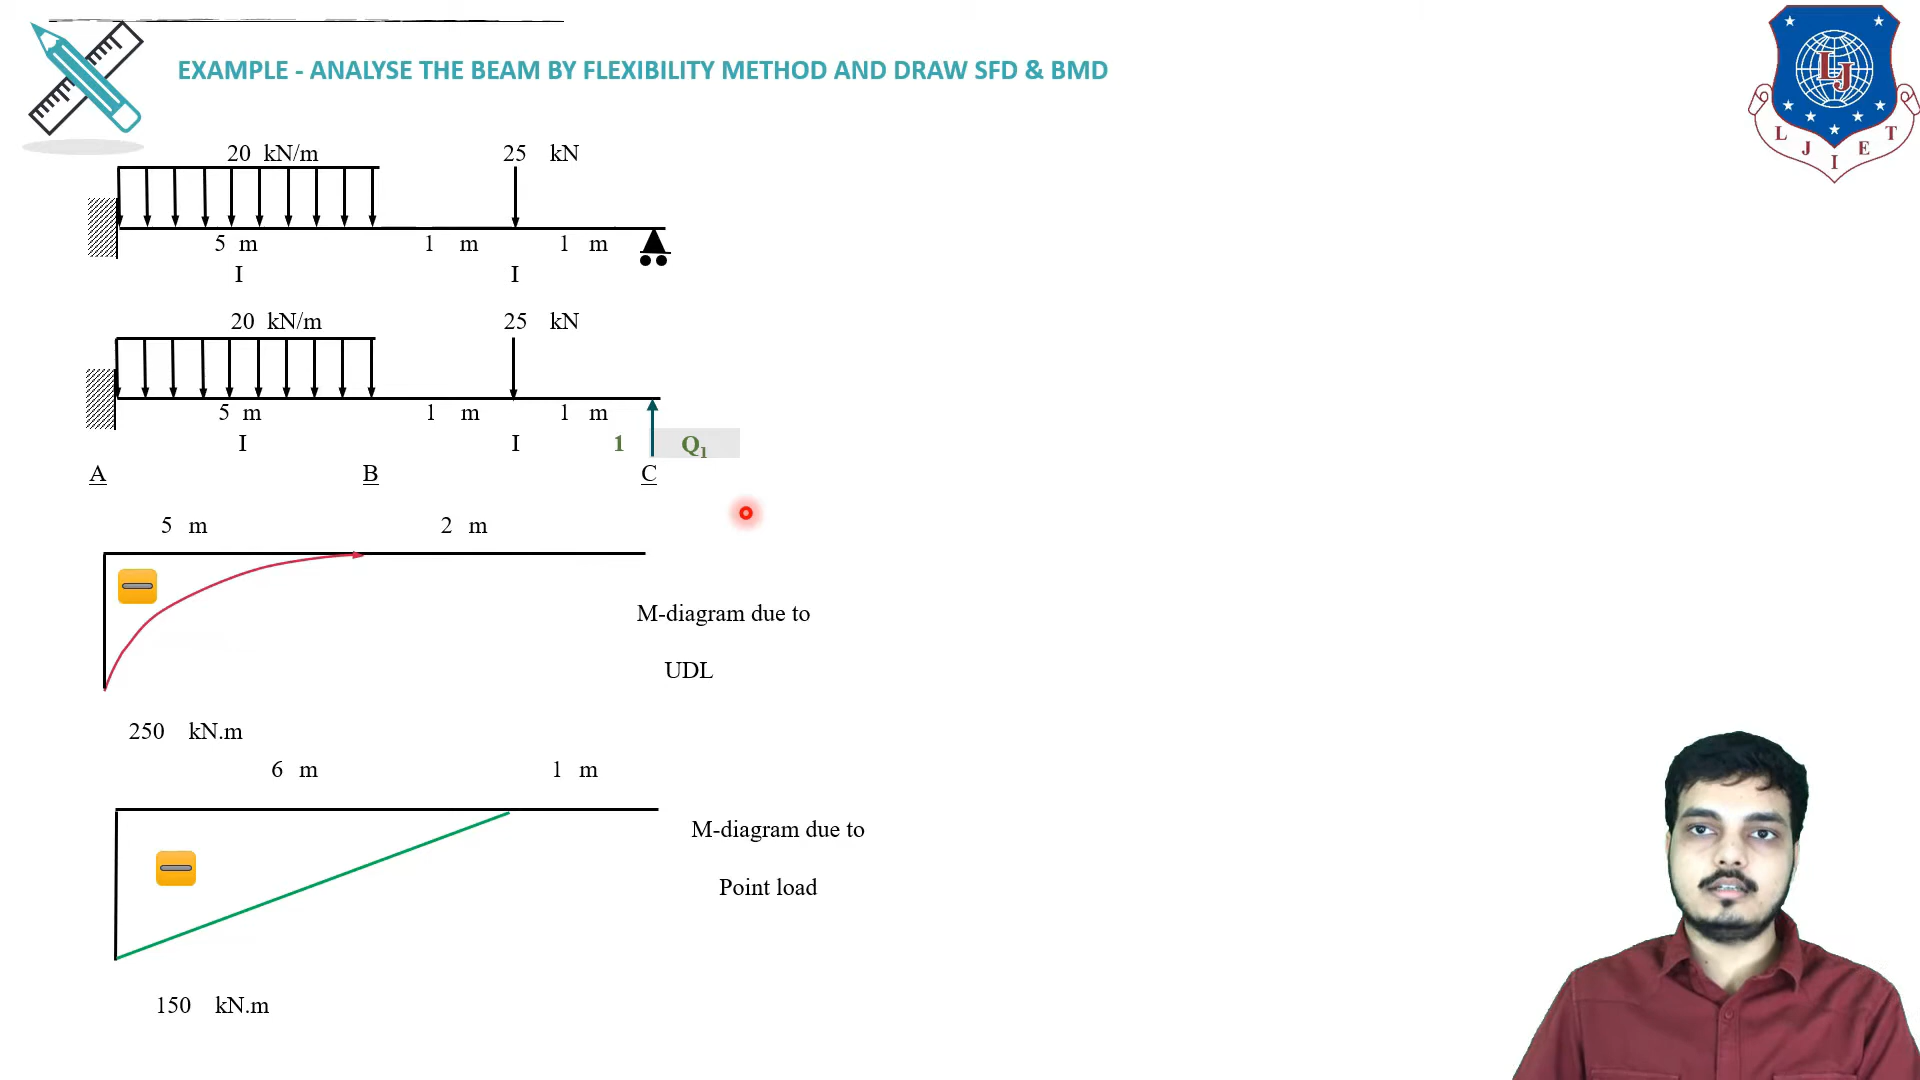 EXAMPLE - ANALYSE THE BEAM BY FLEXIBILITY METHOD AND DRAW SFD & BMD
LJ
L J I E T
20 kN/m 25 kN
5 m 1 m 1 m
I I
20 kN/m 25 kN
5 m 1 m 1 m
I I 1 Q₁
A B C
5 m 2 m
M-diagram due to
UDL
250 kN.m
6 m 1 m
M-diagram due to
Point load
150 kN.m